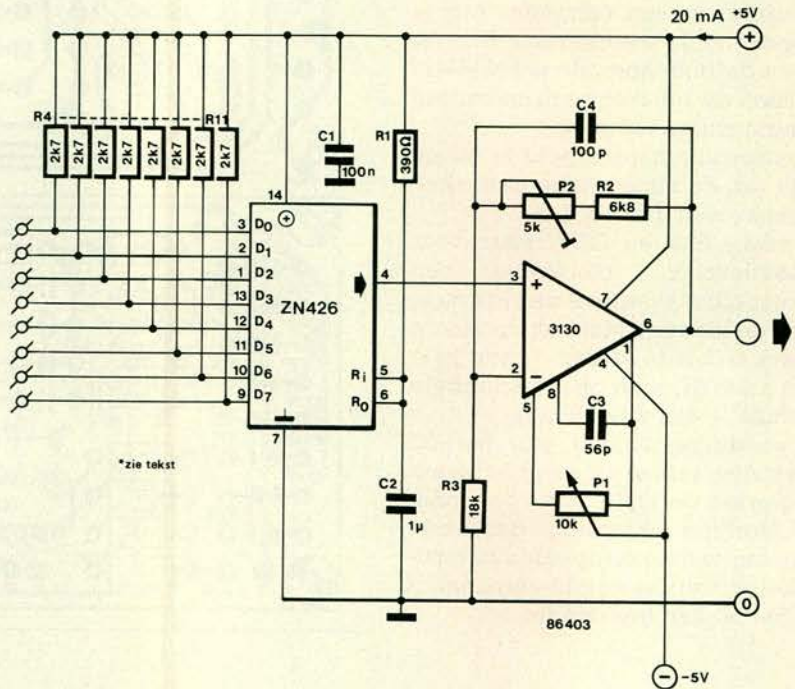 20 mA +5V
+
R4 R11
2k7 2k7 2k7 2k7 2k7 2k7 2k7 2k7
C1
100n
R1
390Ω
C4
100p
P2
5k
R2
6k8
14
+
3 D0
2 D1
1 D2
13 D3
12 D4
11 D5
10 D6
9 D7
ZN426
4
Ri 5
Ro 6
7
3
+
3130
2
−
7
6
1
4
8
5
C3
56p
P1
10k
R3
18k
C2
1µ
*zie tekst
0
86403
− -5V